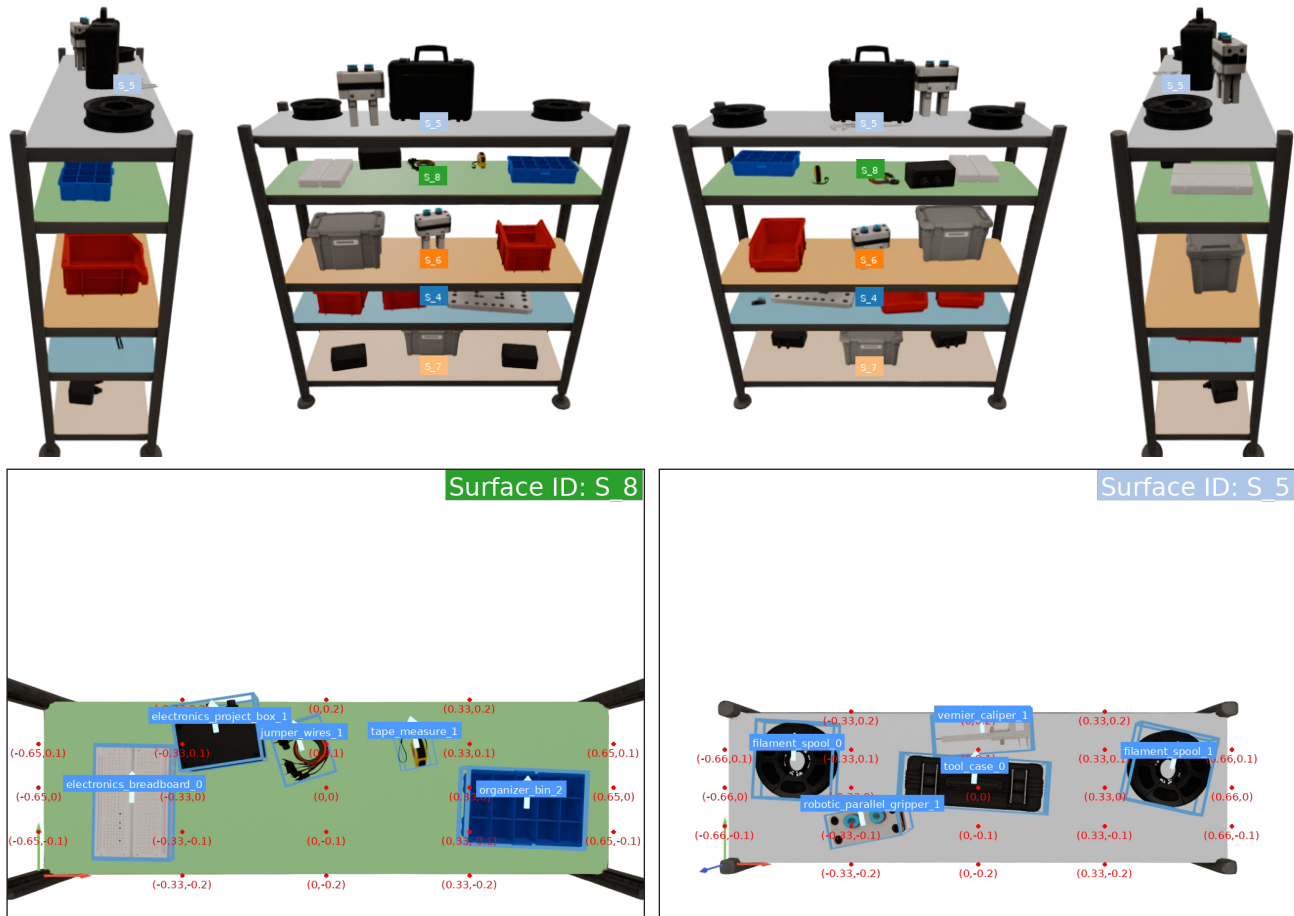 S_5
S_8
S_6
S_4
S_7
S_5
S_5
S_8
S_6
S_4
S_7
S_5
Surface ID: S_8
electronics_project_box_1
jumper_wires_1
tape_measure_1
electronics_breadboard_0
organizer_bin_2
(0,0.2)
(0.33,0.2)
(-0.65,0.1)
(-0.33,0.1)
(0.33,0.1)
(0.65,0.1)
(-0.65,0)
(-0.33,0)
(0,0)
(0.65,0)
(-0.65,-0.1)
(-0.33,-0.1)
(0,-0.1)
(0.33,-0.1)
(0.65,-0.1)
(-0.33,-0.2)
(0,-0.2)
(0.33,-0.2)
Surface ID: S_5
vernier_caliper_1
filament_spool_0
filament_spool_1
tool_case_0
robotic_parallel_gripper_1
(-0.33,0.2)
(0.33,0.2)
(-0.66,0.1)
(-0.33,0.1)
(0.66,0.1)
(-0.66,0)
(0,0)
(0.33,0)
(0.66,0)
(-0.66,-0.1)
(-0.33,-0.1)
(0,-0.1)
(0.33,-0.1)
(0.66,-0.1)
(-0.33,-0.2)
(0,-0.2)
(0.33,-0.2)